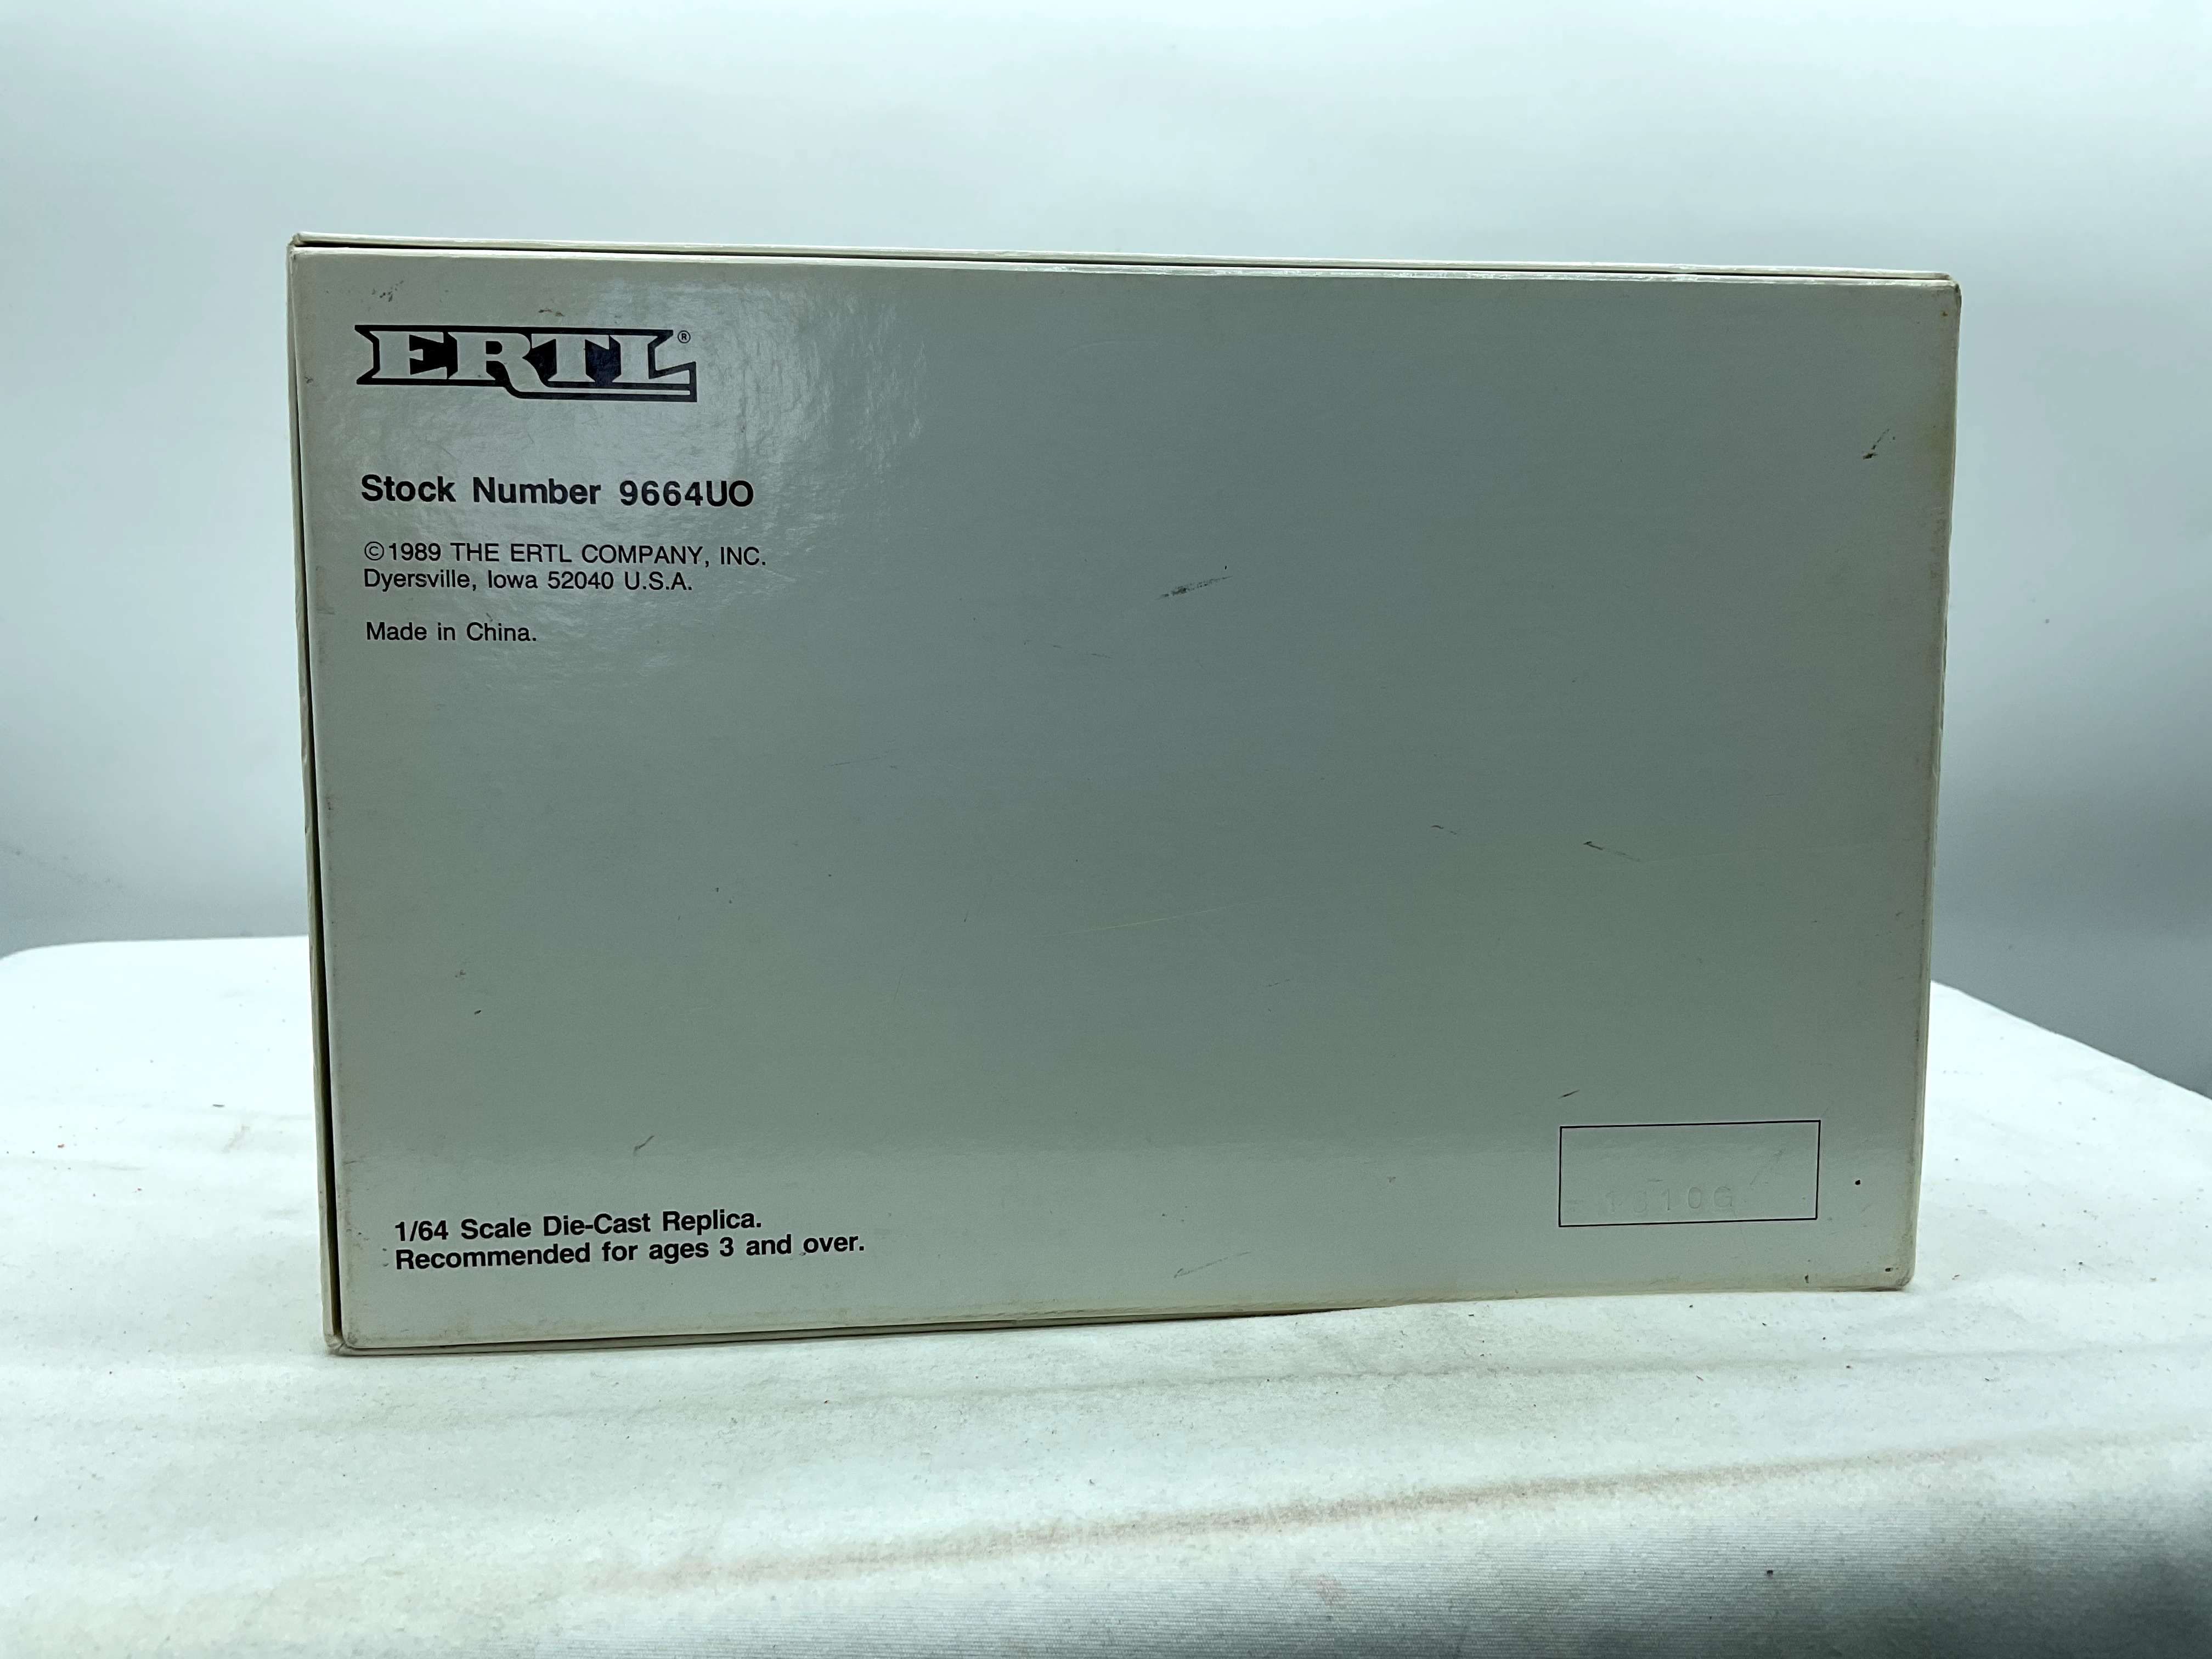 ERTL®
Stock Number 9664UO
©1989 THE ERTL COMPANY, INC.
Dyersville, Iowa 52040 U.S.A.
Made in China.
1/64 Scale Die-Cast Replica.
Recommended for ages 3 and over.